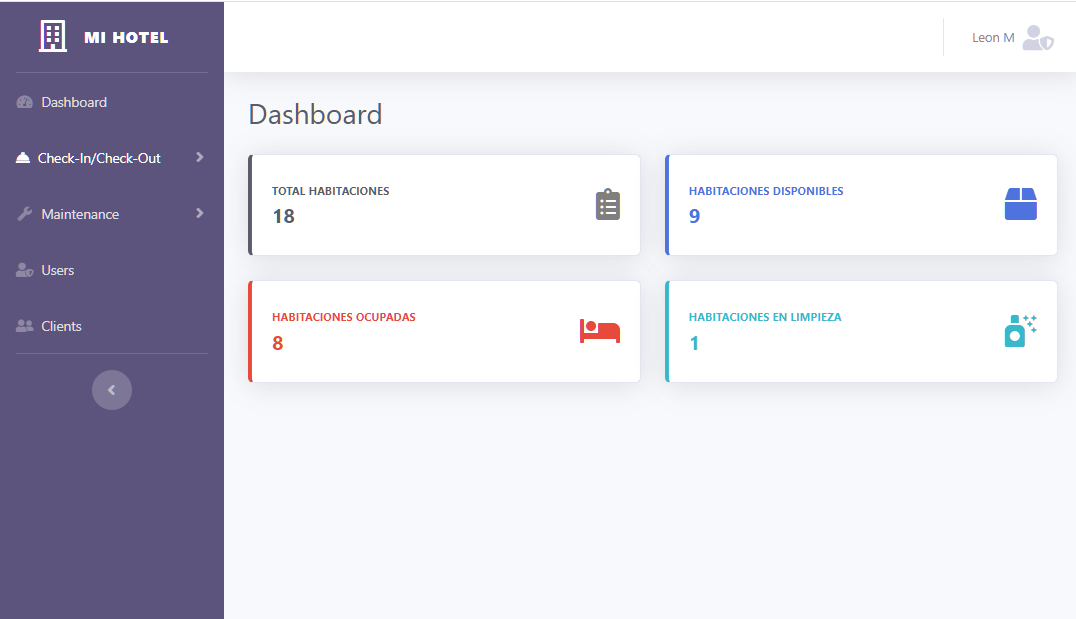 MI HOTEL
Leon M
Dashboard
Check-In/Check-Out
Maintenance
Users
Clients
Dashboard
TOTAL HABITACIONES
18
HABITACIONES DISPONIBLES
9
HABITACIONES OCUPADAS
8
HABITACIONES EN LIMPIEZA
1